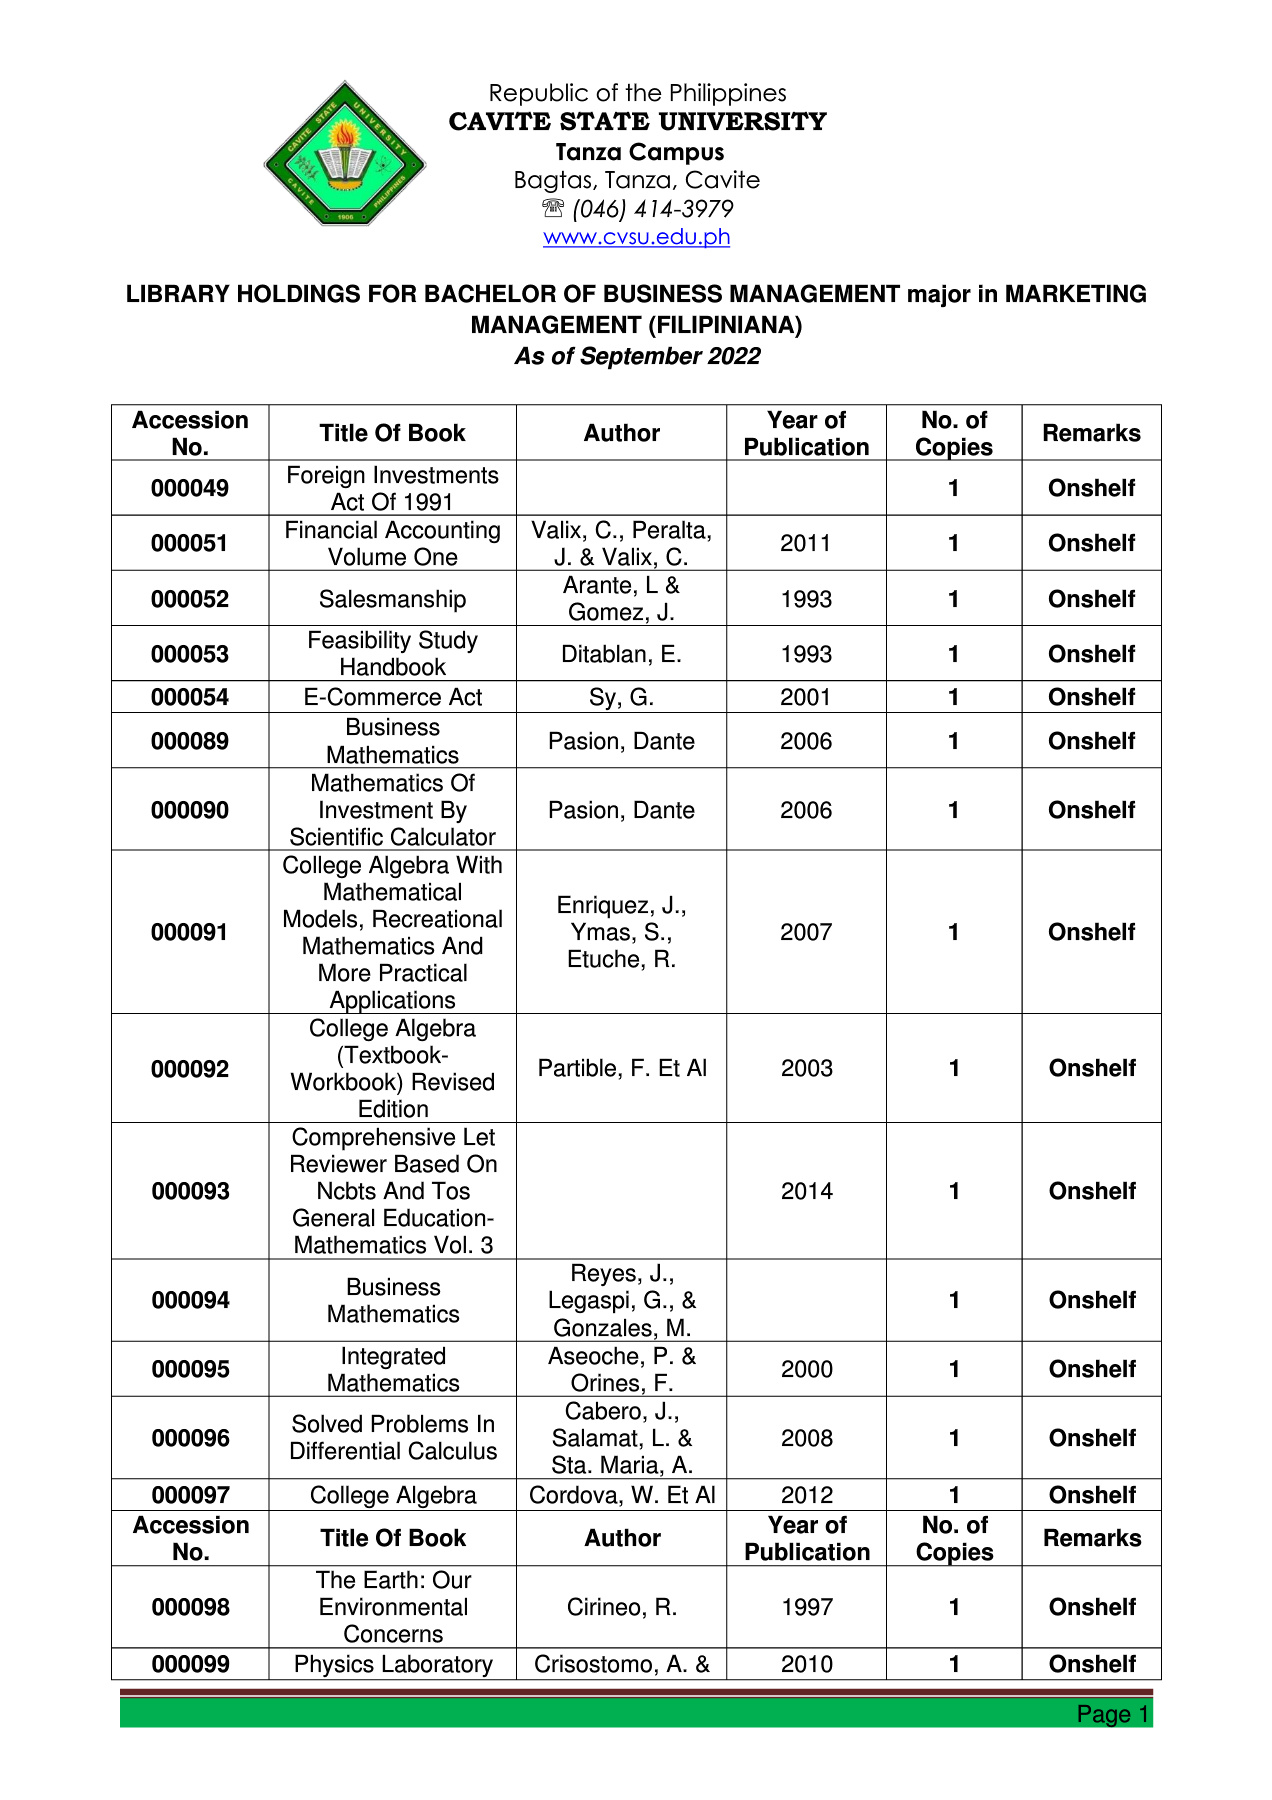 CAVITE STATE UNIVERSITY
CAVITE PHILIPPINES
1906
Republic of the Philippines
CAVITE STATE UNIVERSITY
Tanza Campus
Bagtas, Tanza, Cavite
☏ (046) 414-3979
www.cvsu.edu.ph
LIBRARY HOLDINGS FOR BACHELOR OF BUSINESS MANAGEMENT major in MARKETING
MANAGEMENT (FILIPINIANA)
As of September 2022
Accession No. Title Of Book Author Year of Publication No. of Copies Remarks
000049 Foreign Investments Act Of 1991 1 Onshelf
000051 Financial Accounting Volume One Valix, C., Peralta, J. & Valix, C. 2011 1 Onshelf
000052 Salesmanship Arante, L & Gomez, J. 1993 1 Onshelf
000053 Feasibility Study Handbook Ditablan, E. 1993 1 Onshelf
000054 E-Commerce Act Sy, G. 2001 1 Onshelf
000089 Business Mathematics Pasion, Dante 2006 1 Onshelf
000090 Mathematics Of Investment By Scientific Calculator Pasion, Dante 2006 1 Onshelf
000091 College Algebra With Mathematical Models, Recreational Mathematics And More Practical Applications Enriquez, J., Ymas, S., Etuche, R. 2007 1 Onshelf
000092 College Algebra (Textbook-Workbook) Revised Edition Partible, F. Et Al 2003 1 Onshelf
000093 Comprehensive Let Reviewer Based On Ncbts And Tos General Education-Mathematics Vol. 3 2014 1 Onshelf
000094 Business Mathematics Reyes, J., Legaspi, G., & Gonzales, M. 1 Onshelf
000095 Integrated Mathematics Aseoche, P. & Orines, F. 2000 1 Onshelf
000096 Solved Problems In Differential Calculus Cabero, J., Salamat, L. & Sta. Maria, A. 2008 1 Onshelf
000097 College Algebra Cordova, W. Et Al 2012 1 Onshelf
Accession No. Title Of Book Author Year of Publication No. of Copies Remarks
000098 The Earth: Our Environmental Concerns Cirineo, R. 1997 1 Onshelf
000099 Physics Laboratory Crisostomo, A. & 2010 1 Onshelf
Page 1